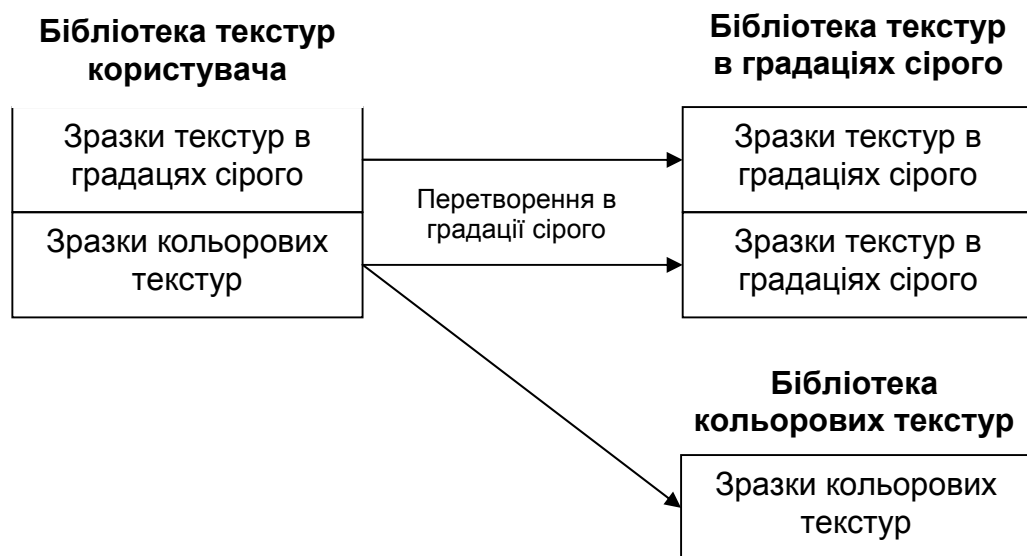 Бібліотека текстур
користувача
Зразки текстур в
градацях сірого
Зразки кольорових
текстур
Перетворення в
градації сірого
Бібліотека текстур
в градаціях сірого
Зразки текстур в
градаціях сірого
Зразки текстур в
градаціях сірого
Бібліотека
кольорових текстур
Зразки кольорових
текстур